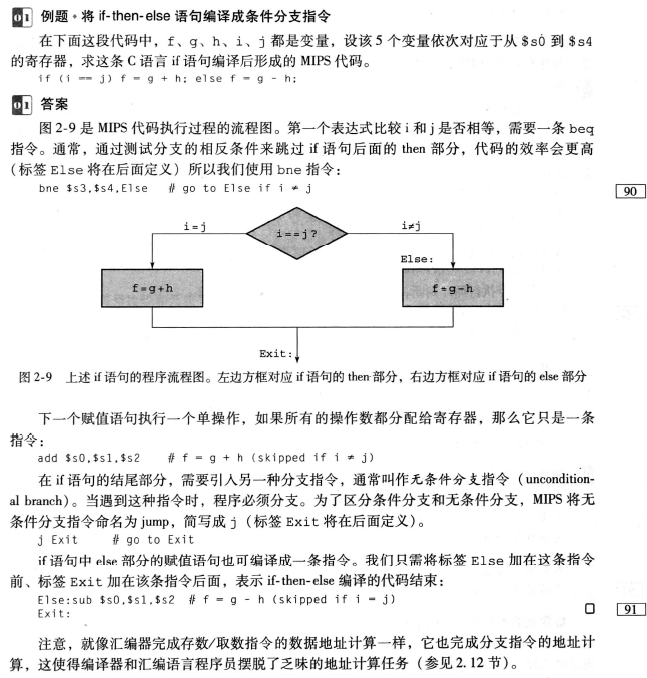 01 例题·将 if-then-else 语句编译成条件分支指令
在下面这段代码中，f、g、h、i、j 都是变量，设该 5 个变量依次对应于从 $s0 到 $s4
的寄存器，求这条 C 语言 if 语句编译后形成的 MIPS 代码。
if (i == j) f = g + h; else f = g - h;
01 答案
图 2-9 是 MIPS 代码执行过程的流程图。第一个表达式比较 i 和 j 是否相等，需要一条 beq
指令。通常，通过测试分支的相反条件来跳过 if 语句后面的 then 部分，代码的效率会更高
（标签 Else 将在后面定义）所以我们使用 bne 指令：
bne $s3,$s4,Else # go to Else if i ≠ j
90
i=j
i==j?
i≠j
Else:
f=g+h
f=g-h
Exit:
图 2-9 上述 if 语句的程序流程图。左边方框对应 if 语句的 then 部分，右边方框对应 if 语句的 else 部分
下一个赋值语句执行一个单操作，如果所有的操作数都分配给寄存器，那么它只是一条
指令：
add $s0,$s1,$s2 # f = g + h (skipped if i ≠ j)
在 if 语句的结尾部分，需要引入另一种分支指令，通常叫作无条件分支指令（uncondition-
al branch）。当遇到这种指令时，程序必须分支。为了区分条件分支和无条件分支，MIPS 将无
条件分支指令命名为 jump，简写成 j（标签 Exit 将在后面定义）。
j Exit # go to Exit
if 语句中 else 部分的赋值语句也可编译成一条指令。我们只需将标签 Else 加在这条指令
前、标签 Exit 加在该条指令后面，表示 if-then-else 编译的代码结束：
Else:sub $s0,$s1,$s2 # f = g - h (skipped if i = j)
Exit:
91
注意，就像汇编器完成存数/取数指令的数据地址计算一样，它也完成分支指令的地址计
算，这使得编译器和汇编语言程序员摆脱了乏味的地址计算任务（参见 2.12 节）。